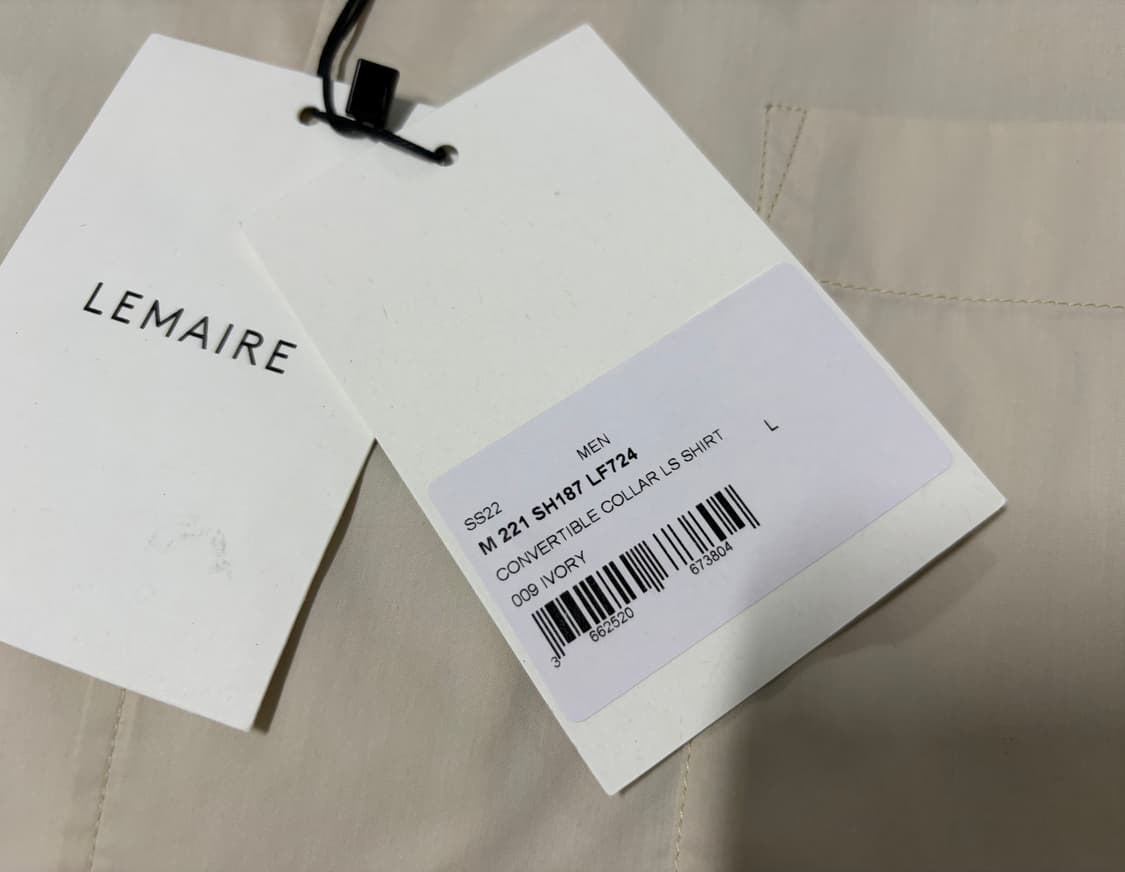 LEMAIRE
MEN
SS22
M 221 SH187 LF724
CONVERTIBLE COLLAR LS SHIRT L
009 IVORY
3 662520 673804